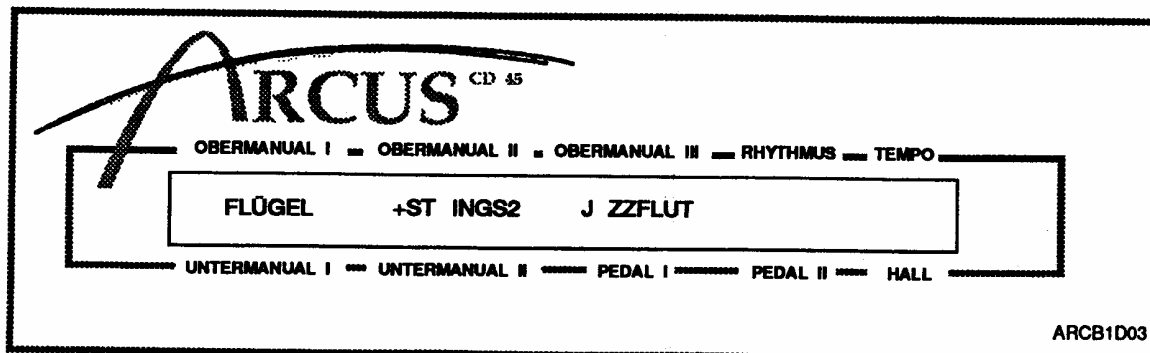 ARCUS CD 45
OBERMANUAL I OBERMANUAL II OBERMANUAL III RHYTHMUS TEMPO
FLÜGEL +ST INGS2 J ZZFLUT
UNTERMANUAL I UNTERMANUAL II PEDAL I PEDAL II HALL
ARCB1D03